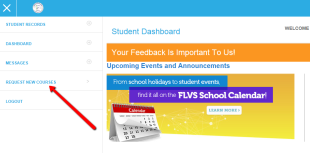 STUDENT RECORDS
DASHBOARD
MESSAGES
REQUEST NEW COURSES
LOGOUT
WELCOME
Student Dashboard
Your Feedback Is Important To Us!
Upcoming Events and Announcements
From school holidays to student events.
find it all on the FLVS School Calendar!
LEARN MORE
Calendar